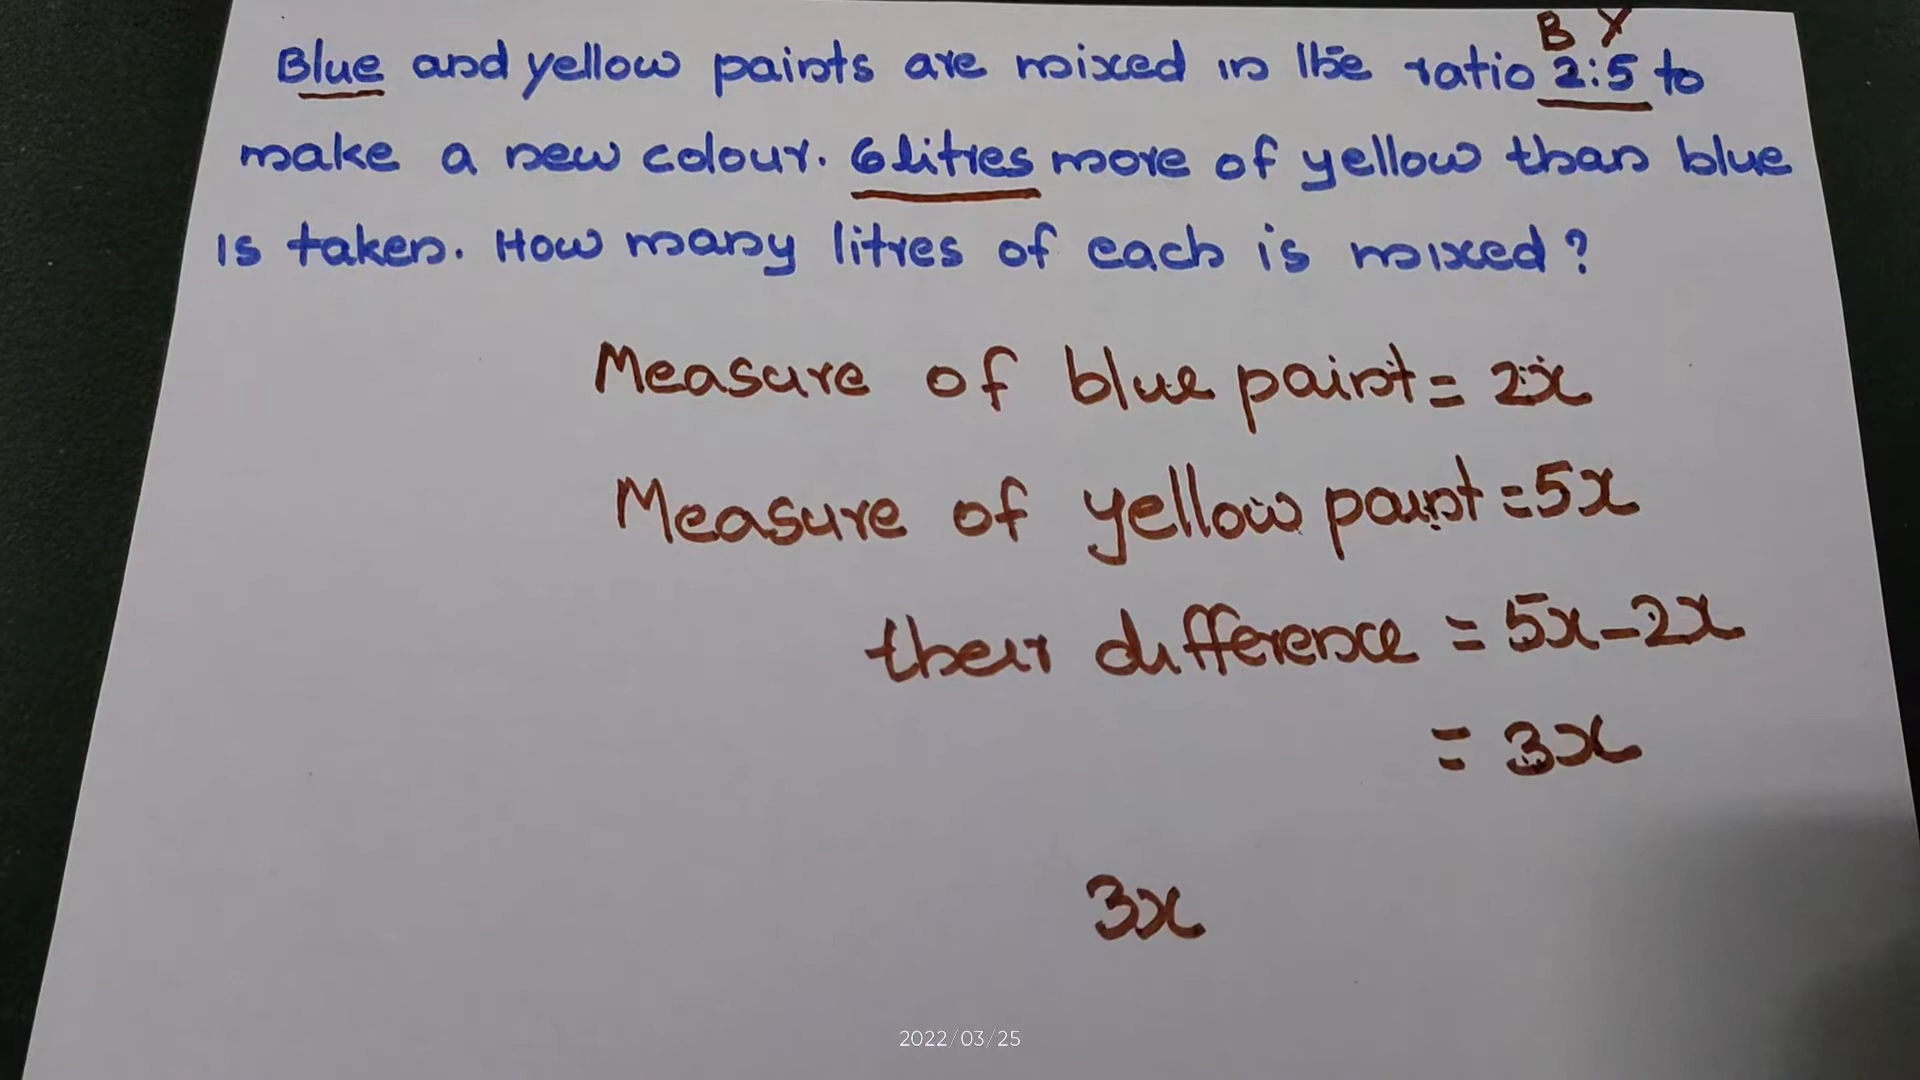 B Y
Blue and yellow paints are mixed in the ratio 2:5 to
make a new colour. 6 litres more of yellow than blue
is taken. How many litres of each is mixed?
Measure of blue paint = 2x
Measure of yellow paint = 5x
their difference = 5x-2x
= 3x
3x
2022/03/25